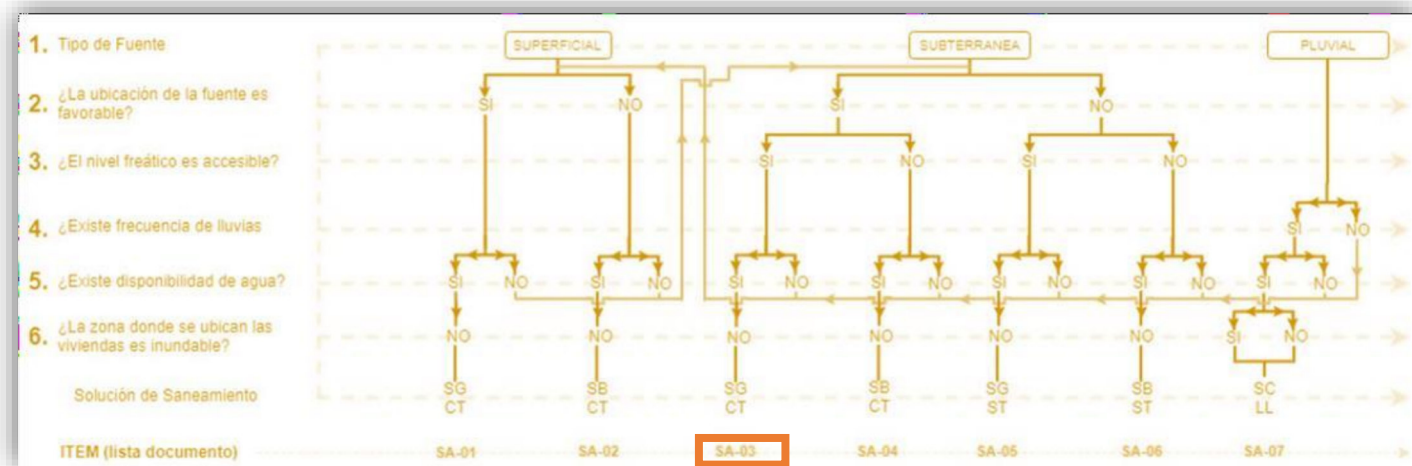 1. Tipo de Fuente SUPERFICIAL SUBTERRANEA PLUVIAL
2. ¿La ubicación de la fuente es favorable? SI NO SI NO
3. ¿El nivel freático es accesible? SI NO SI NO
4. ¿Existe frecuencia de lluvias SI NO
5. ¿Existe disponibilidad de agua? SI NO SI NO SI NO SI NO SI NO SI NO SI NO
6. ¿La zona donde se ubican las viviendas es inundable? NO NO NO NO NO NO SI NO
Solución de Saneamiento SG SB SG SB SG SB SC
CT CT CT CT ST ST LL
ITEM (lista documento) SA-01 SA-02 SA-03 SA-04 SA-05 SA-06 SA-07